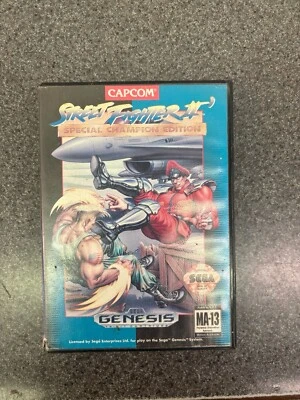 CAPCOM
STREET FIGHTER II'
SPECIAL CHAMPION EDITION
SEGA
MA-13
SEGA
GENESIS
Licensed by Sega Enterprises Ltd. for play on the Sega™ Genesis™ System.